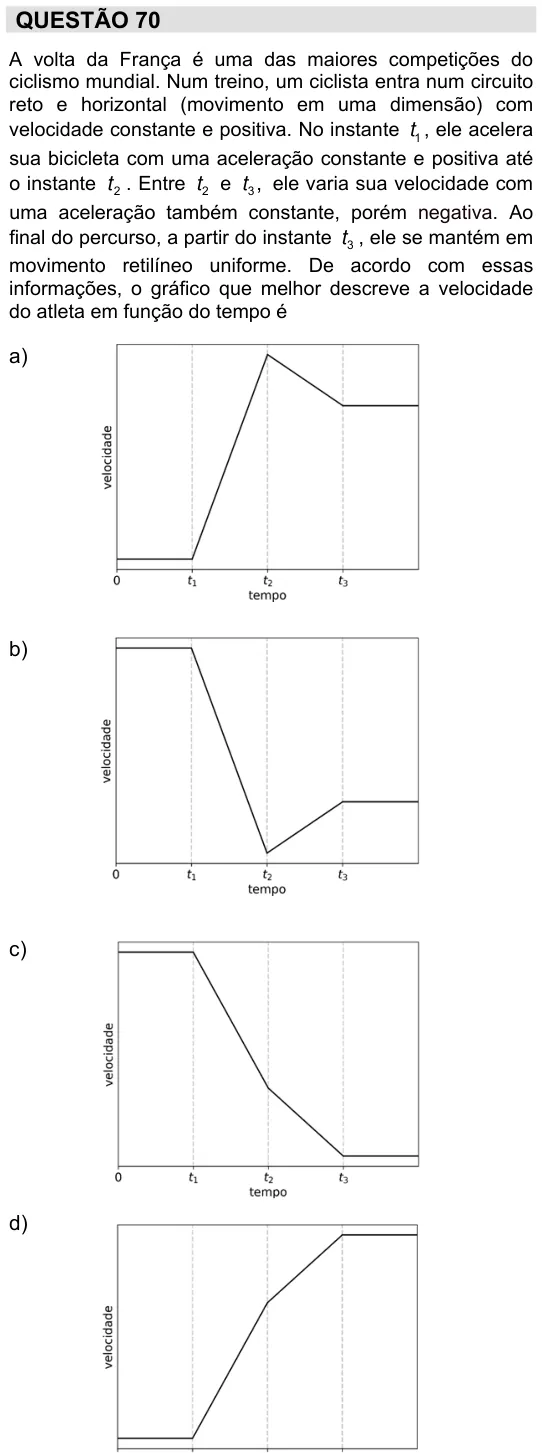 QUESTÃO 70
A volta da França é uma das maiores competições do
ciclismo mundial. Num treino, um ciclista entra num circuito
reto e horizontal (movimento em uma dimensão) com
velocidade constante e positiva. No instante t₁, ele acelera
sua bicicleta com uma aceleração constante e positiva até
o instante t₂. Entre t₂ e t₃, ele varia sua velocidade com
uma aceleração também constante, porém negativa. Ao
final do percurso, a partir do instante t₃, ele se mantém em
movimento retilíneo uniforme. De acordo com essas
informações, o gráfico que melhor descreve a velocidade
do atleta em função do tempo é
a)
velocidade
0 t₁ t₂ t₃
tempo
b)
velocidade
0 t₁ t₂ t₃
tempo
c)
velocidade
0 t₁ t₂ t₃
tempo
d)
velocidade